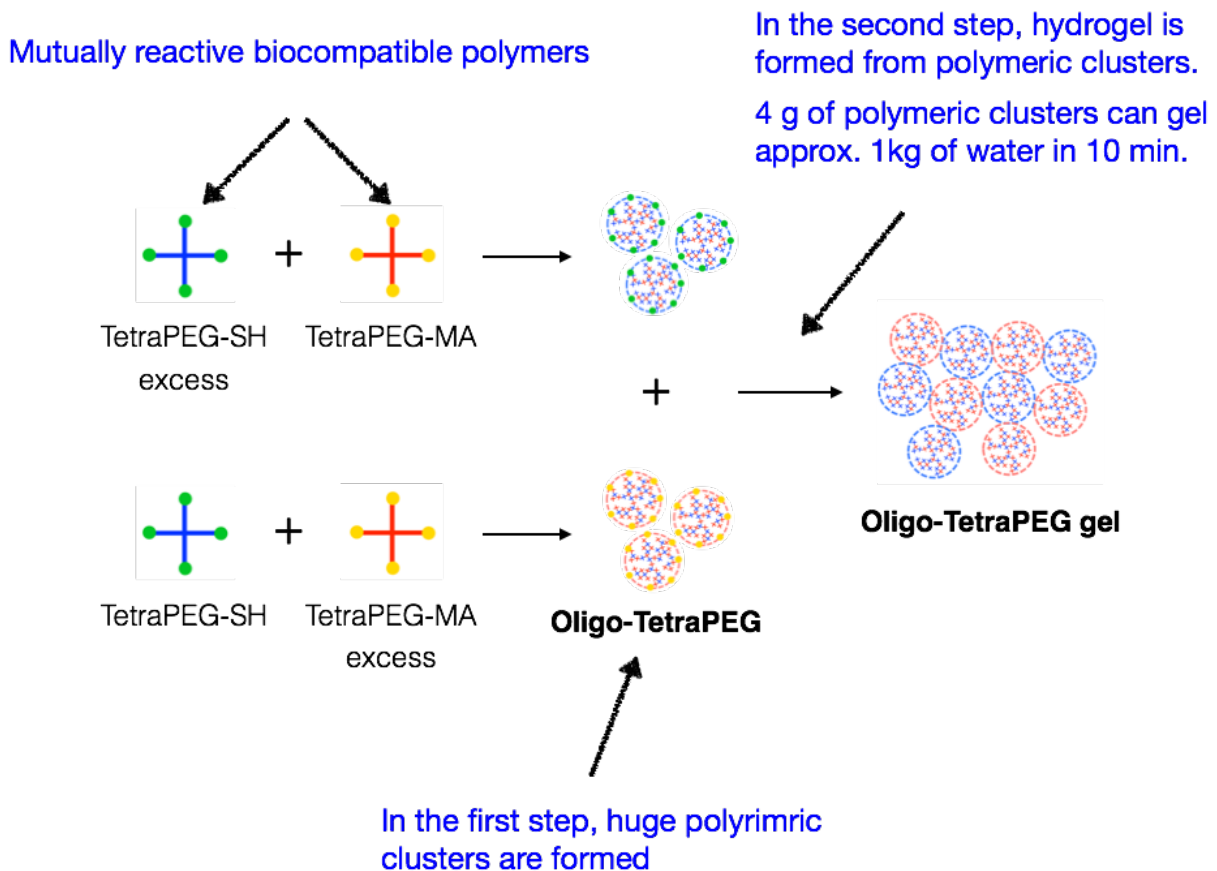 Mutually reactive biocompatible polymers
In the second step, hydrogel is
formed from polymeric clusters.
4 g of polymeric clusters can gel
approx. 1kg of water in 10 min.
+
TetraPEG-SH
excess
TetraPEG-MA
+
+
TetraPEG-SH
TetraPEG-MA
excess
Oligo-TetraPEG
Oligo-TetraPEG gel
In the first step, huge polyrimric
clusters are formed